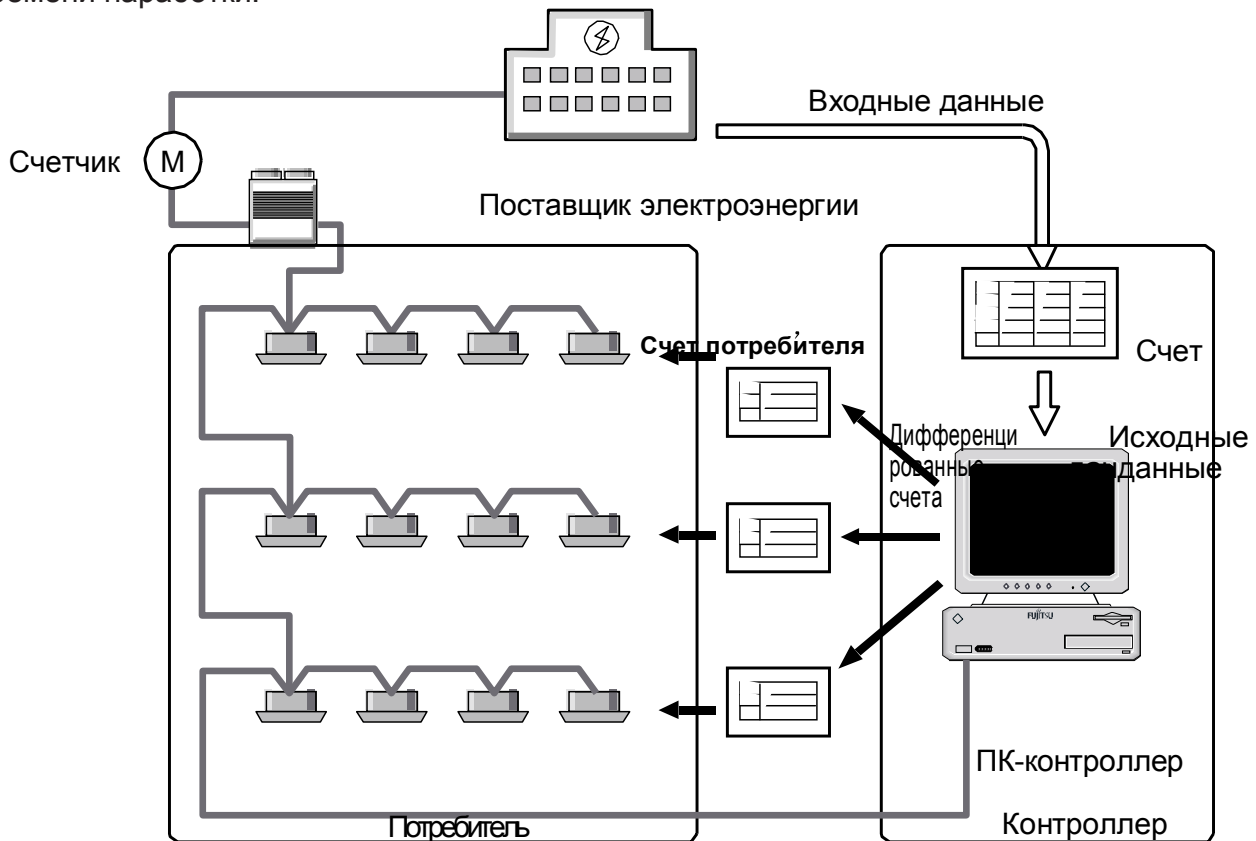 Входные данные
Счетчик
M
Поставщик электроэнергии
Счет потребителя
Счет
Дифференци
рованные
счета
Исходные
данные
FUJITSU
ПК-контроллер
Потребитель
Контроллер